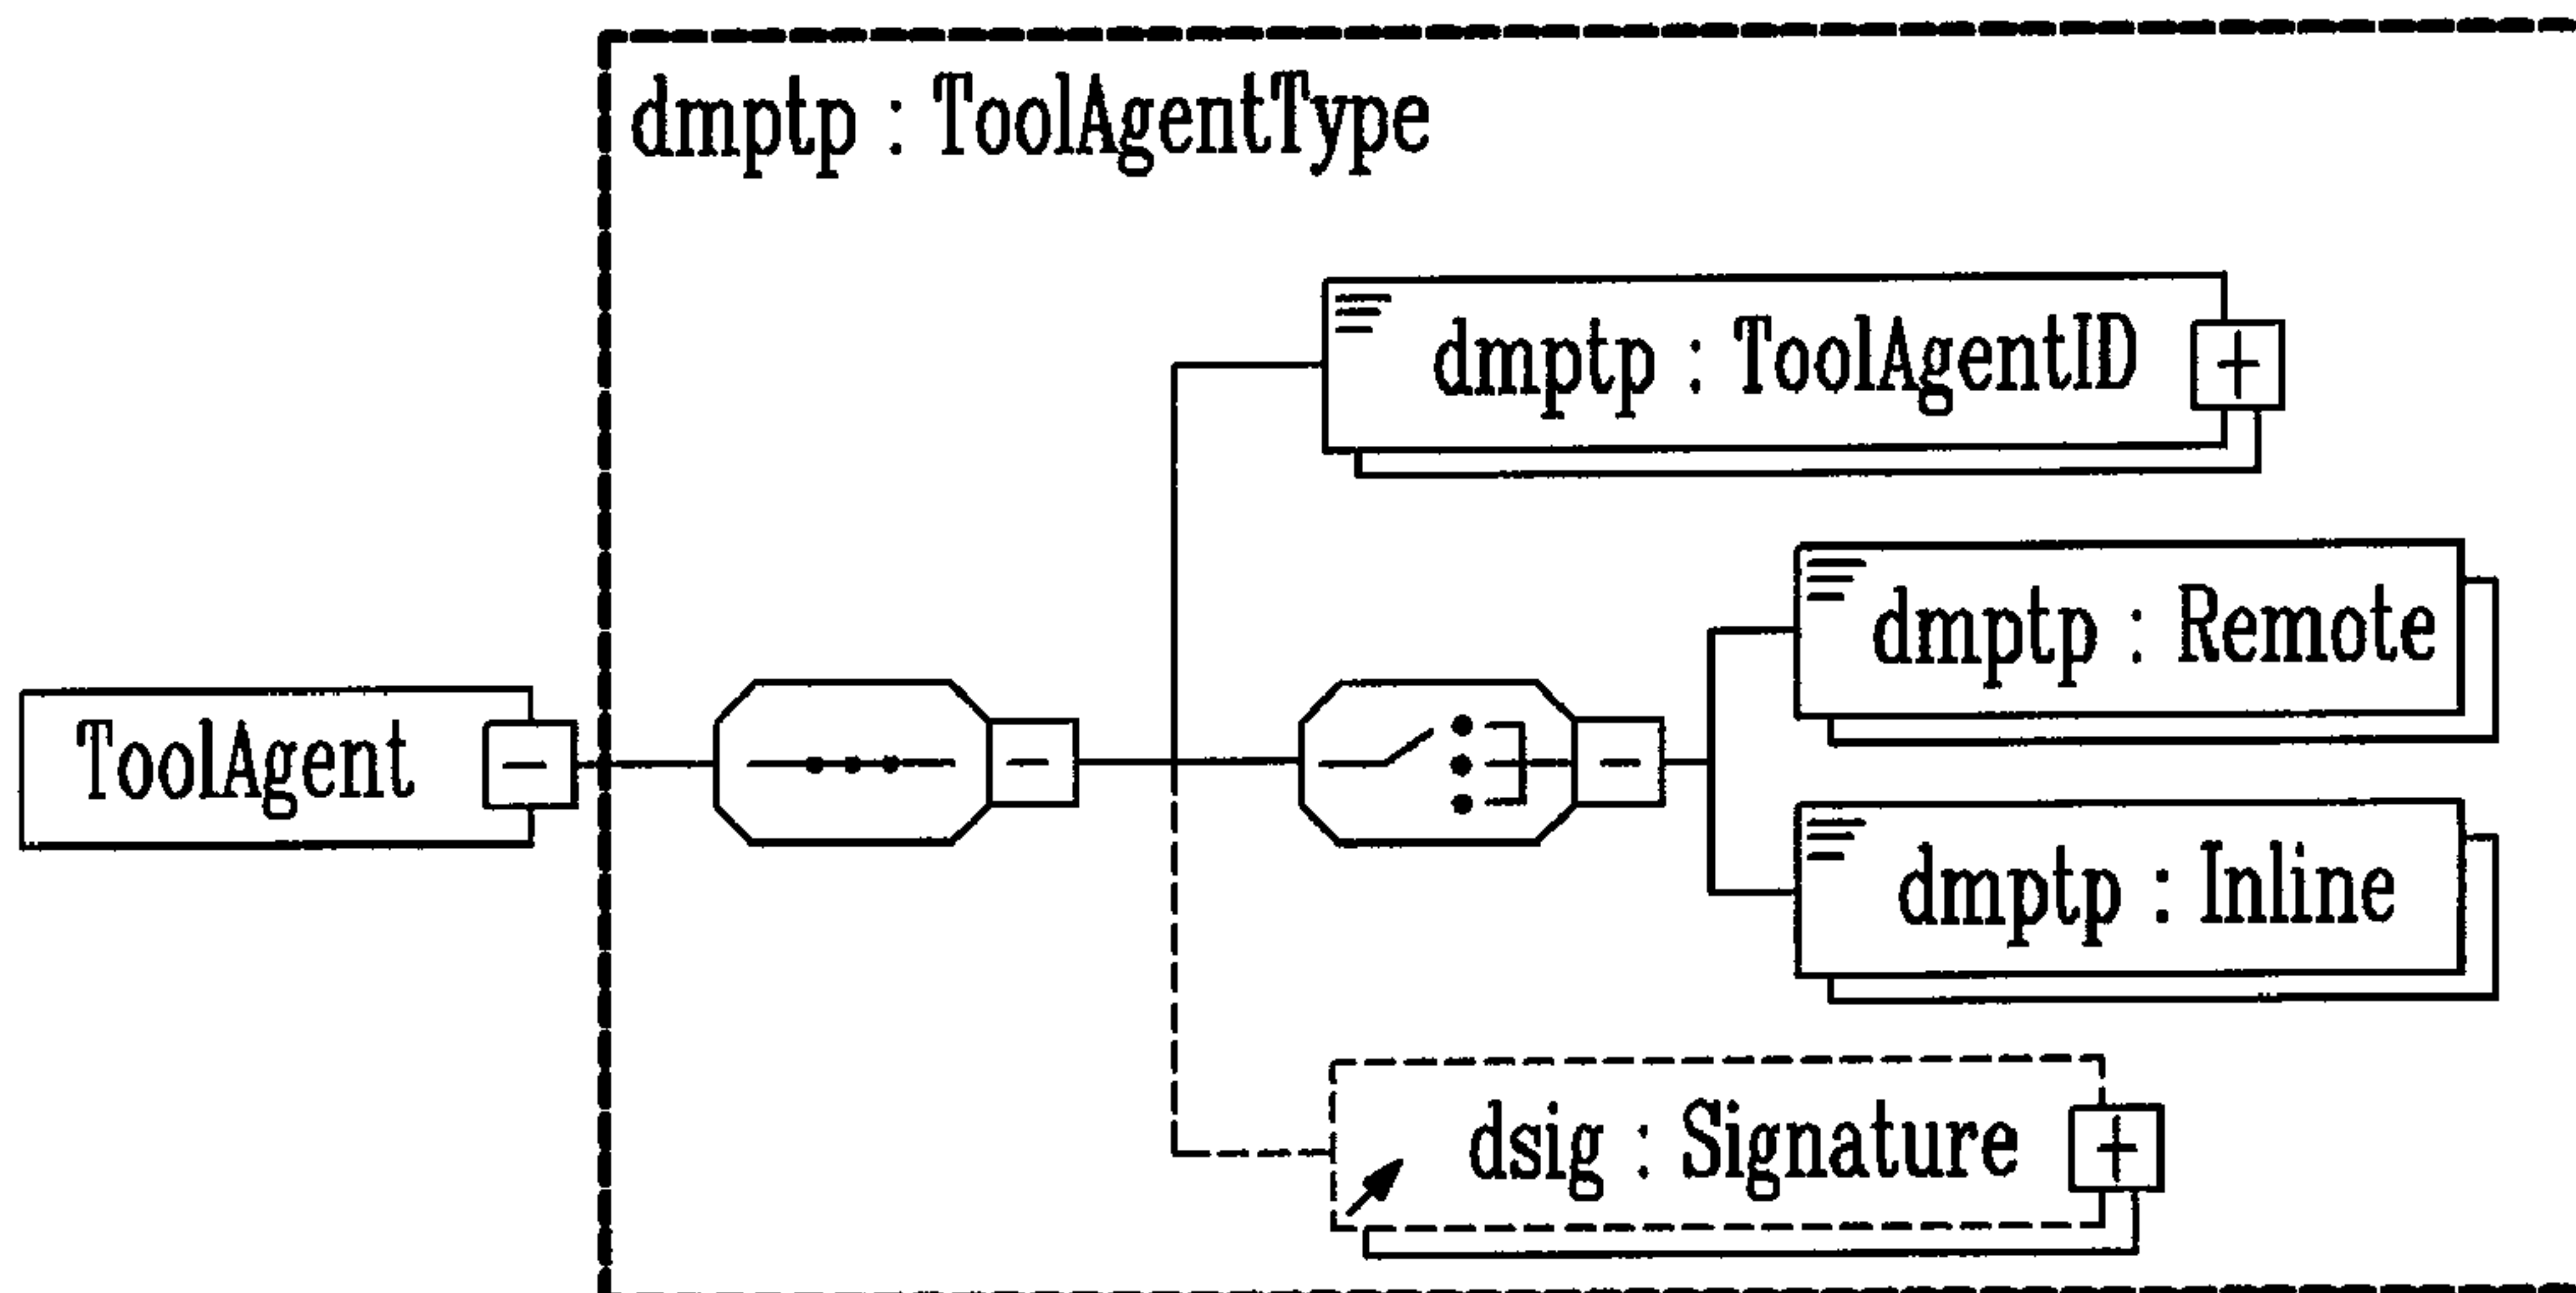 dmptp : ToolAgentType
dmptp : ToolAgentID
dmptp : Remote
ToolAgent
dmptp : Inline
dsig : Signature